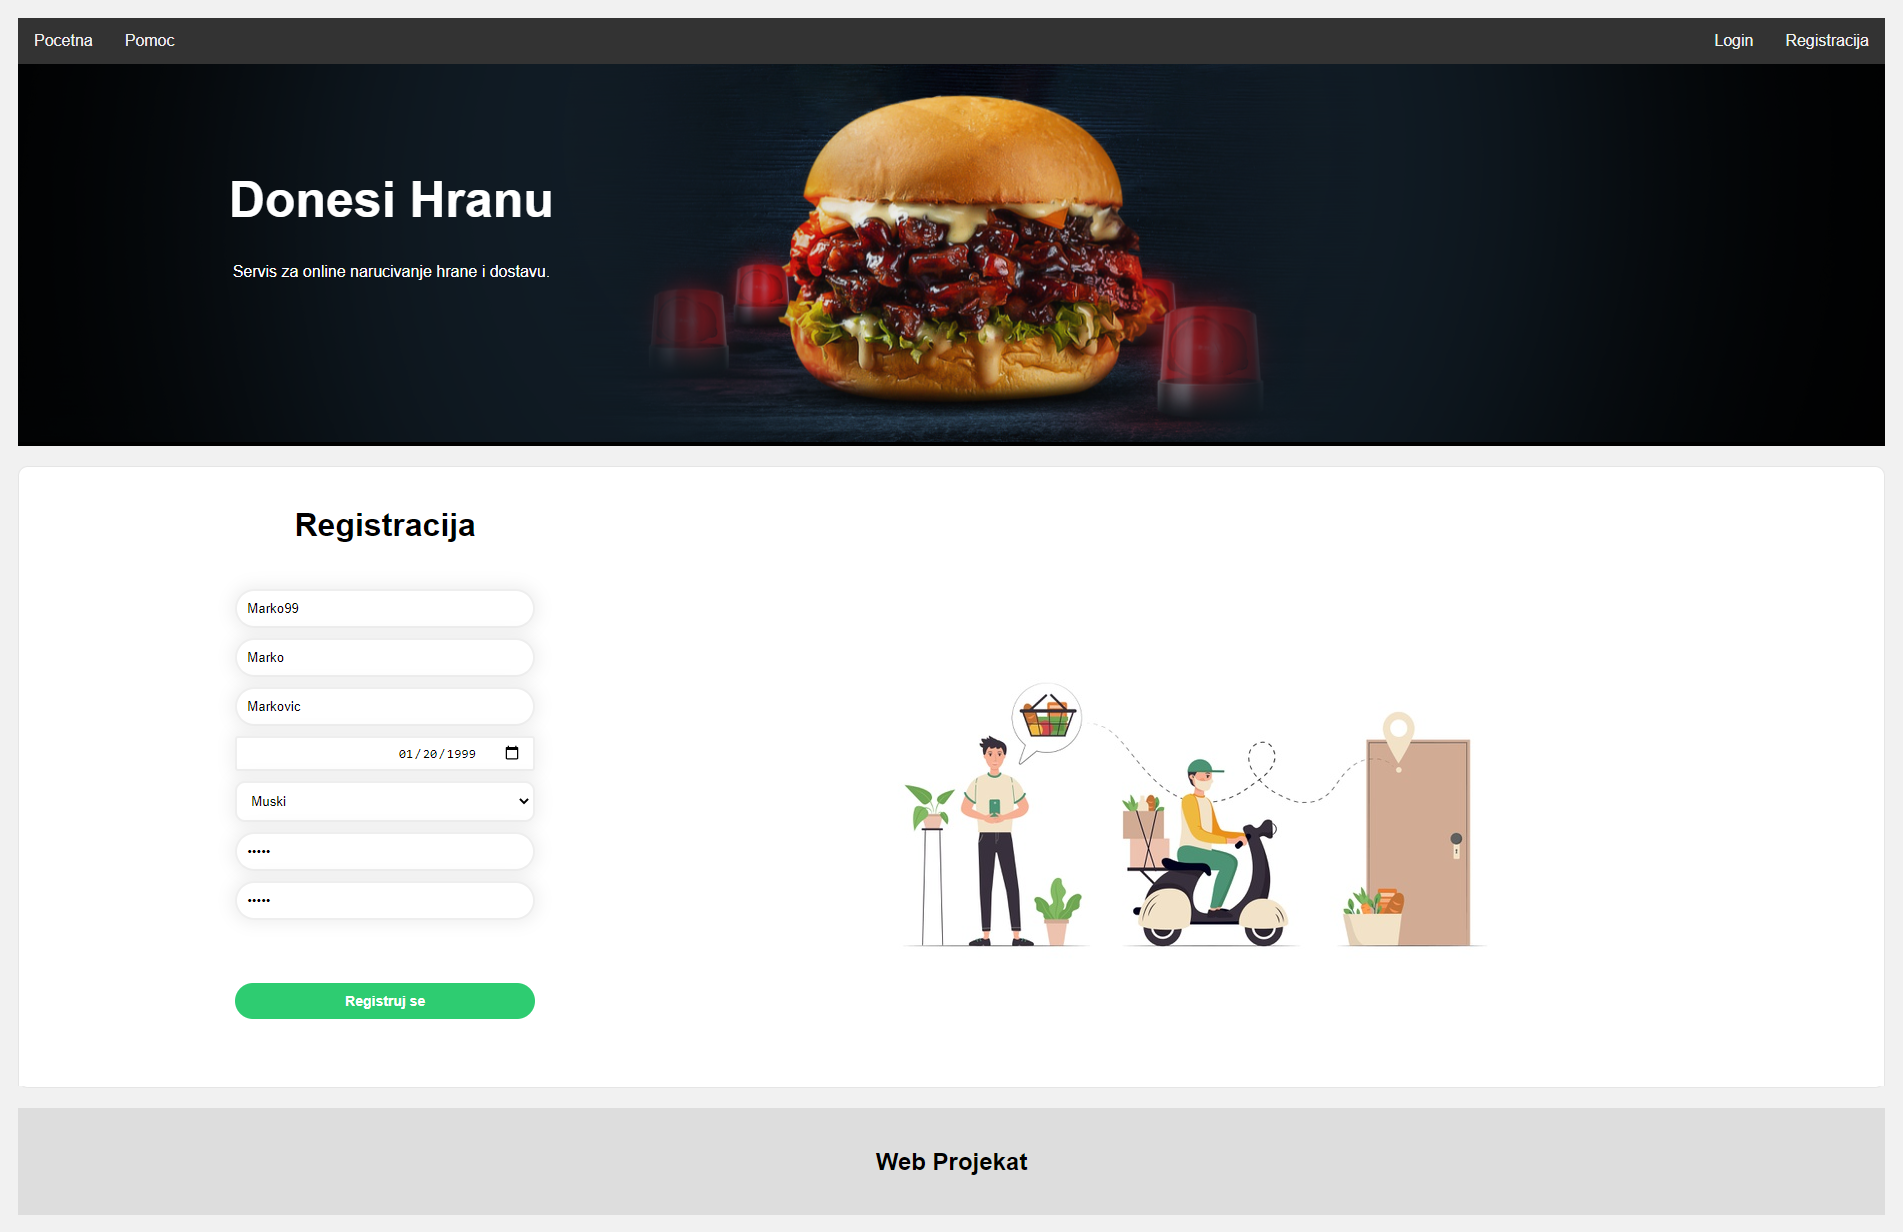 Pocetna Pomoc Login Registracija
Donesi Hranu
Servis za online narucivanje hrane i dostavu.
Registracija
Marko99
Marko
Markovic
01/20/1999
Muski
•••••
•••••
Registruj se
Web Projekat